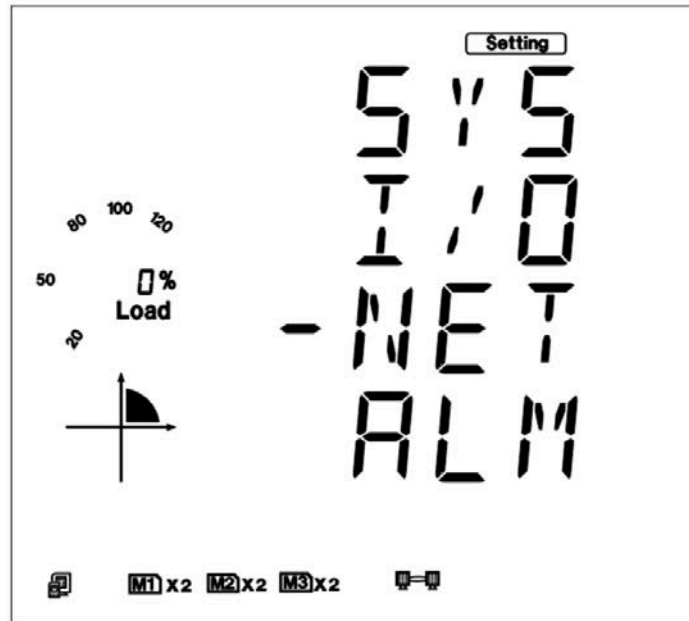 Setting
SYS
I/O
-NET
ALM
20
50
80
100
120
0%
Load
M1 X2 M2 X2 M3 X2